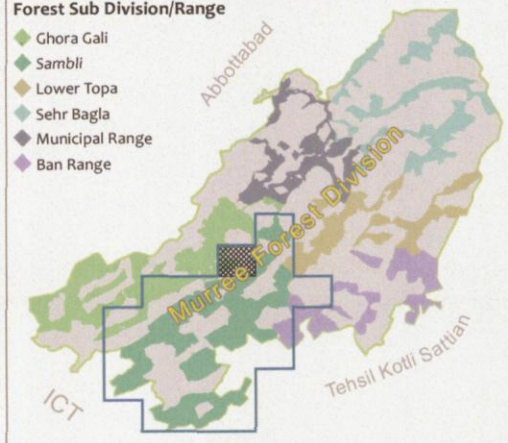 Forest Sub Division/Range
Ghora Gali
Sambli
Lower Topa
Sehr Bagla
Municipal Range
Ban Range
Abbottabad
Murree Forest Division
Tehsil Kotli Sattian
ICT